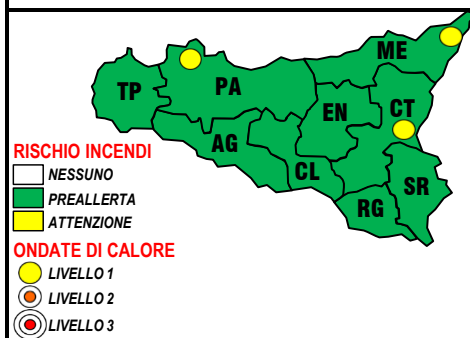 ME
TP
PA
EN
CT
AG
CL
SR
RG
RISCHIO INCENDI
NESSUNO
PREALLERTA
ATTENZIONE
ONDATE DI CALORE
LIVELLO 1
LIVELLO 2
LIVELLO 3